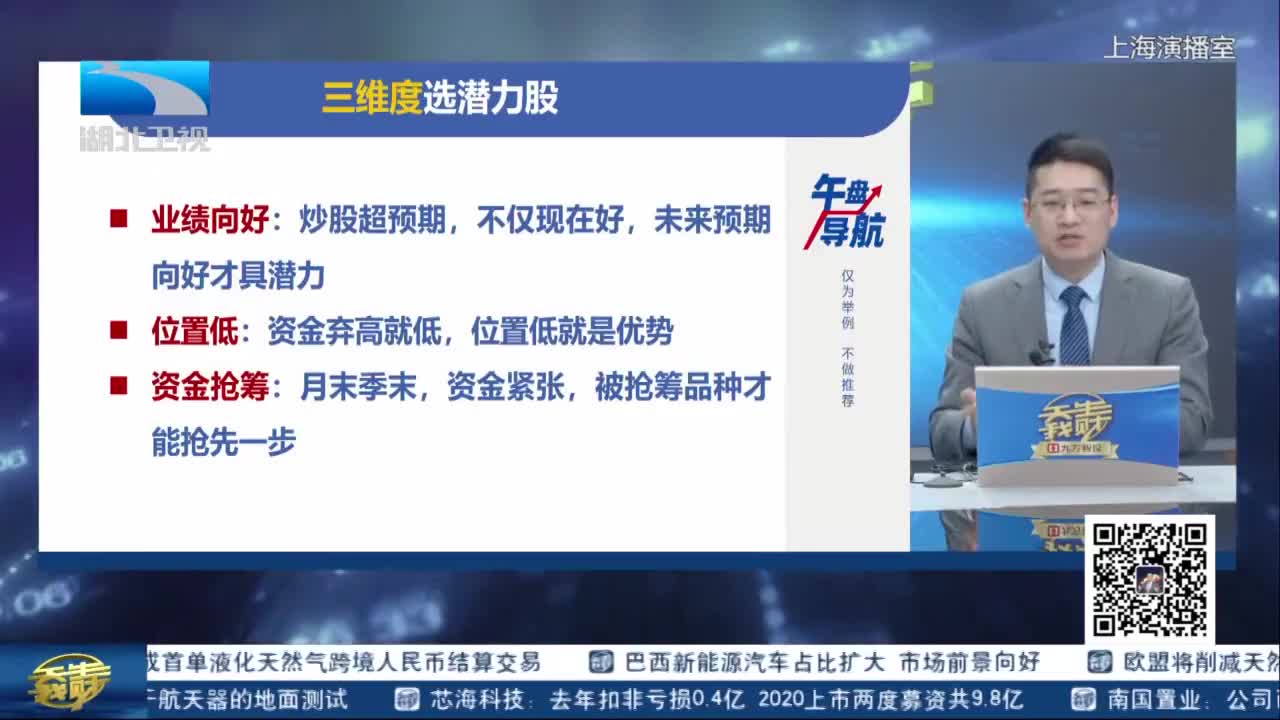 上海演播室
三维度选潜力股
湖北卫视
业绩向好：炒股超预期，不仅现在好，未来预期
向好才具潜力
位置低：资金弃高就低，位置低就是优势
资金抢筹：月末季末，资金紧张，被抢筹品种才
能抢先一步
午盘
导航
仅为举例 不做推荐
天生
我财
九方智投
首单液化天然气跨境人民币结算交易 巴西新能源汽车占比扩大 市场前景向好 欧盟将削减天然
天生
我财
航天器的地面测试 芯海科技：去年扣非亏损0.4亿 2020上市两度募资共9.8亿 南国置业：公司